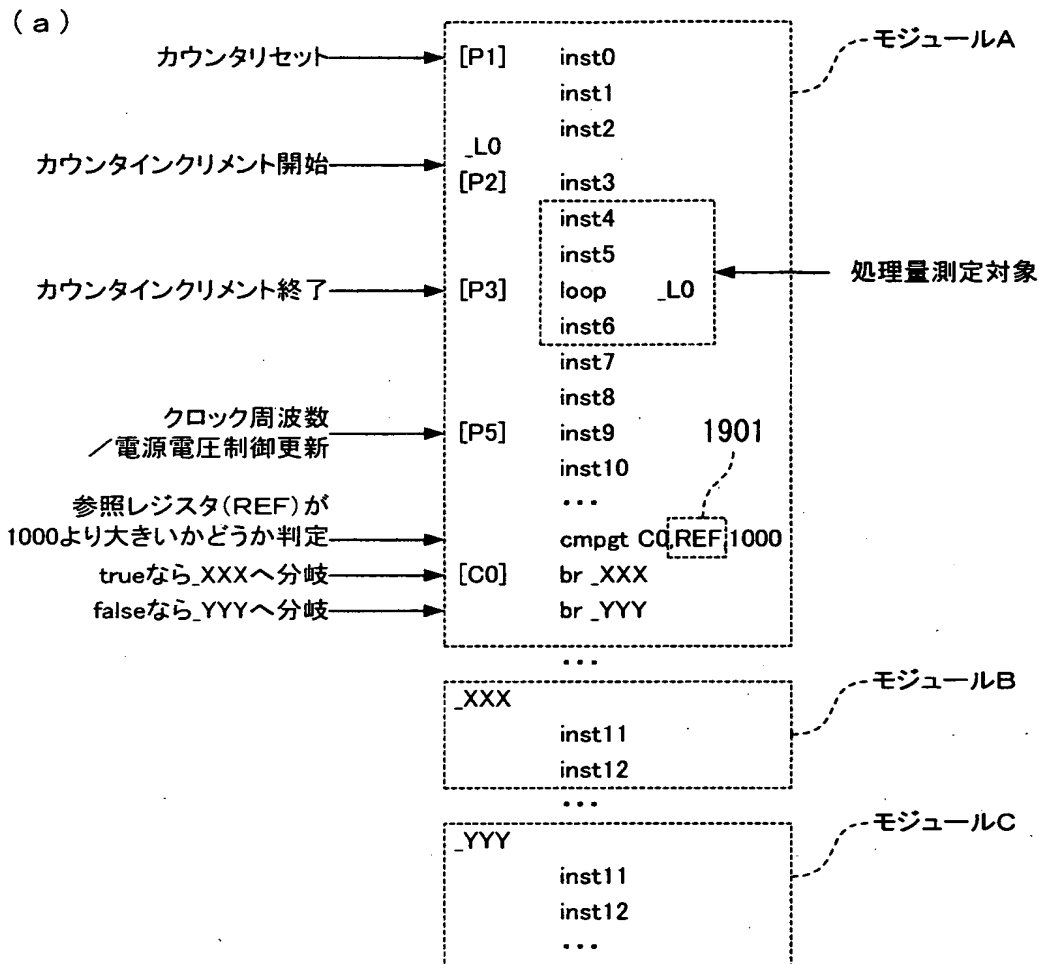 (a)
モジュールA
カウンタリセット [P1] inst0
inst1
inst2
_L0
カウンタインクリメント開始
[P2] inst3
inst4
inst5
処理量測定対象
カウンタインクリメント終了 [P3] loop _L0
inst6
inst7
inst8
クロック周波数
／電源電圧制御更新
[P5] inst9
1901
inst10
・・・
参照レジスタ(REF)が
1000より大きいかどうか判定
cmpgt C0,REF,1000
trueなら_XXXへ分岐 [C0] br _XXX
falseなら_YYYへ分岐 br _YYY
・・・
モジュールB
_XXX
inst11
inst12
・・・
モジュールC
_YYY
inst11
inst12
・・・